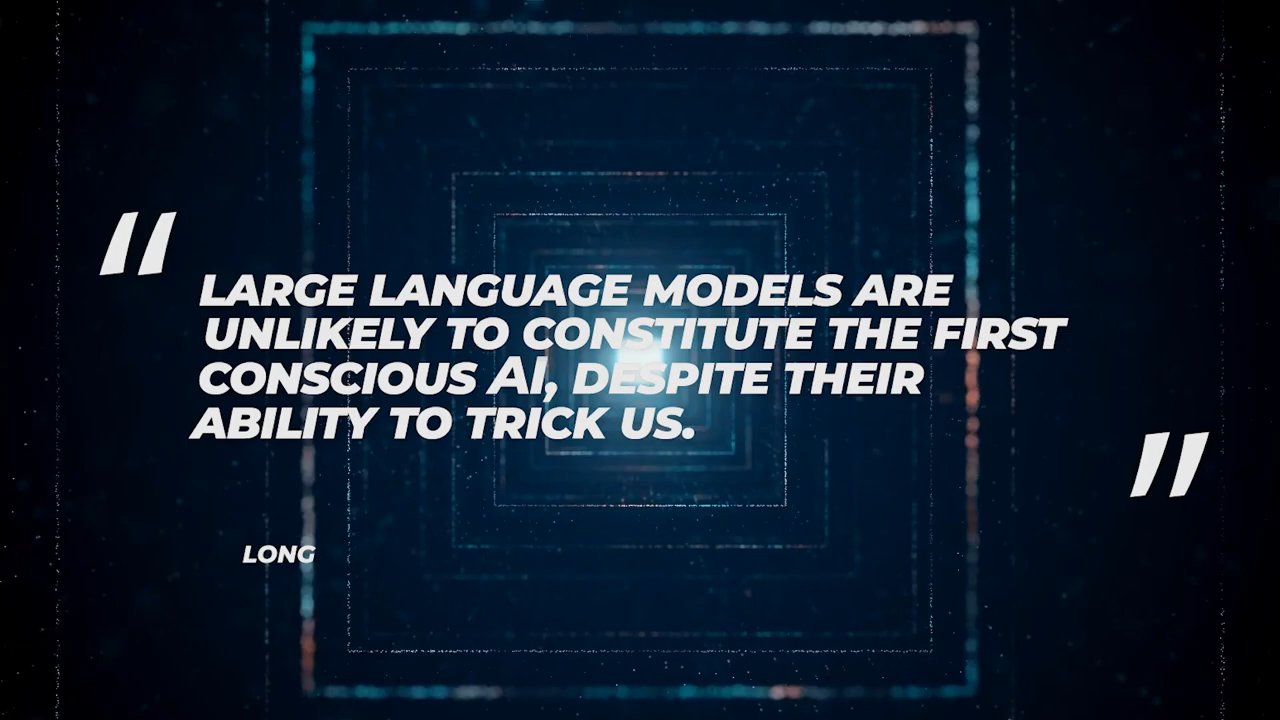 “
LARGE LANGUAGE MODELS ARE
UNLIKELY TO CONSTITUTE THE FIRST
CONSCIOUS AI, DESPITE THEIR
ABILITY TO TRICK US.
"
LONG